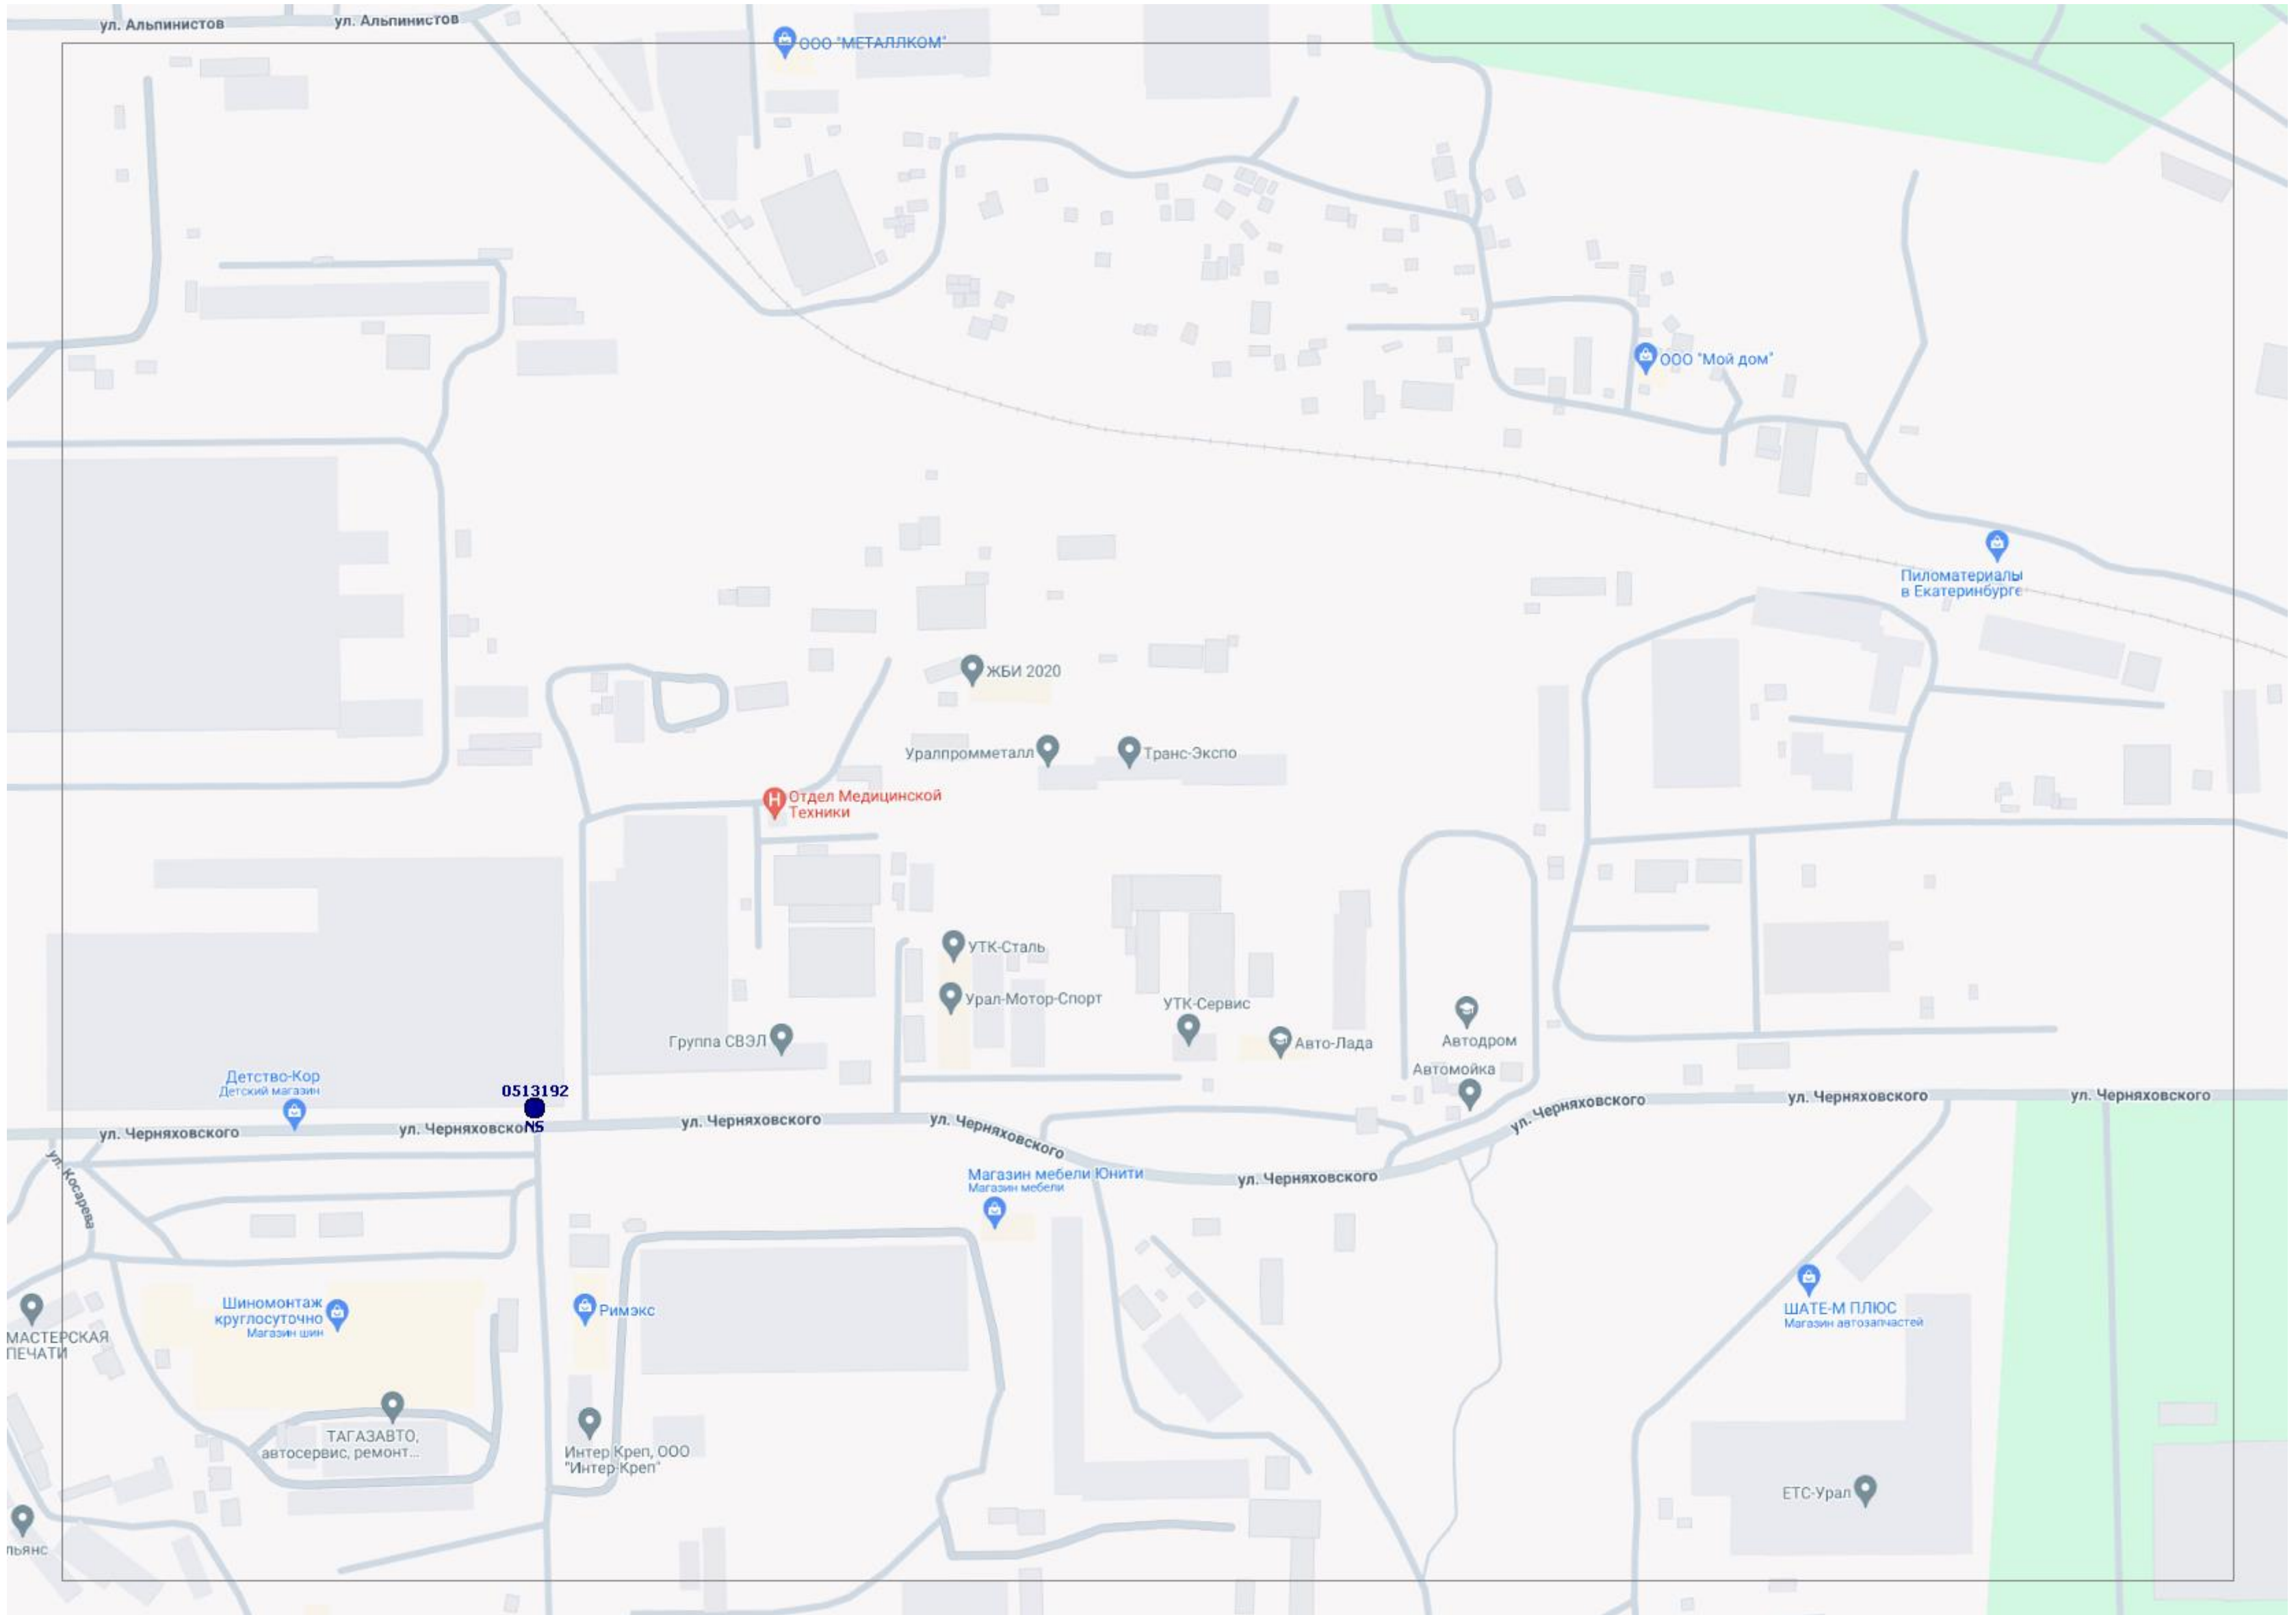 ул. Альпинистов
ул. Альпинистов
ООО "МЕТАЛЛКОМ"
ООО "Мой дом"
Пиломатериалы
в Екатеринбурге
ЖБИ 2020
Уралпромметалл
Транс-Экспо
Отдел Медицинской
Техники
УТК-Сталь
Урал-Мотор-Спорт
УТК-Сервис
Группа СВЭЛ
Авто-Лада
Автодром
Автомойка
Детство-Кор
Детский магазин
0513192
NS
ул. Черняховского
ул. Черняховско
ул. Черняховского
ул. Черняховского
ул. Черняховского
ул. Черняховского
ул. Черняховского
ул. Черняховского
ул. Косарева
Магазин мебели Юнити
Магазин мебели
Шиномонтаж
круглосуточно
Магазин шин
Римэкс
ШАТЕ-М ПЛЮС
Магазин автозапчастей
МАСТЕРСКАЯ
ПЕЧАТИ
ТАГАЗАВТО,
автосервис, ремонт...
Интер Креп, ООО
"Интер-Креп"
ЕТС-Урал
льянс